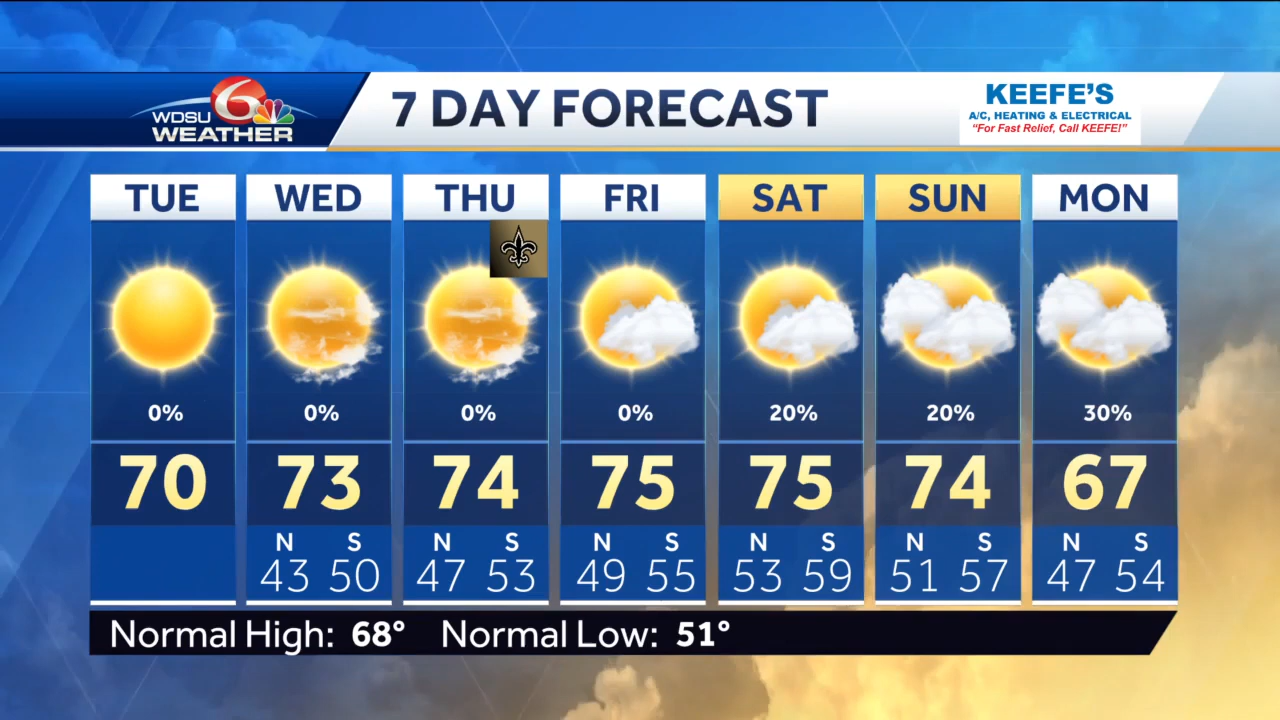 WDSU 6
WEATHER
7 DAY FORECAST
KEEFE'S
A/C, HEATING & ELECTRICAL
"For Fast Relief, Call KEEFE!"
TUE WED THU FRI SAT SUN MON
0% 0% 0% 0% 20% 20% 30%
70 73 74 75 75 74 67
N S N S N S N S N S N S
43 50 47 53 49 55 53 59 51 57 47 54
Normal High: 68° Normal Low: 51°